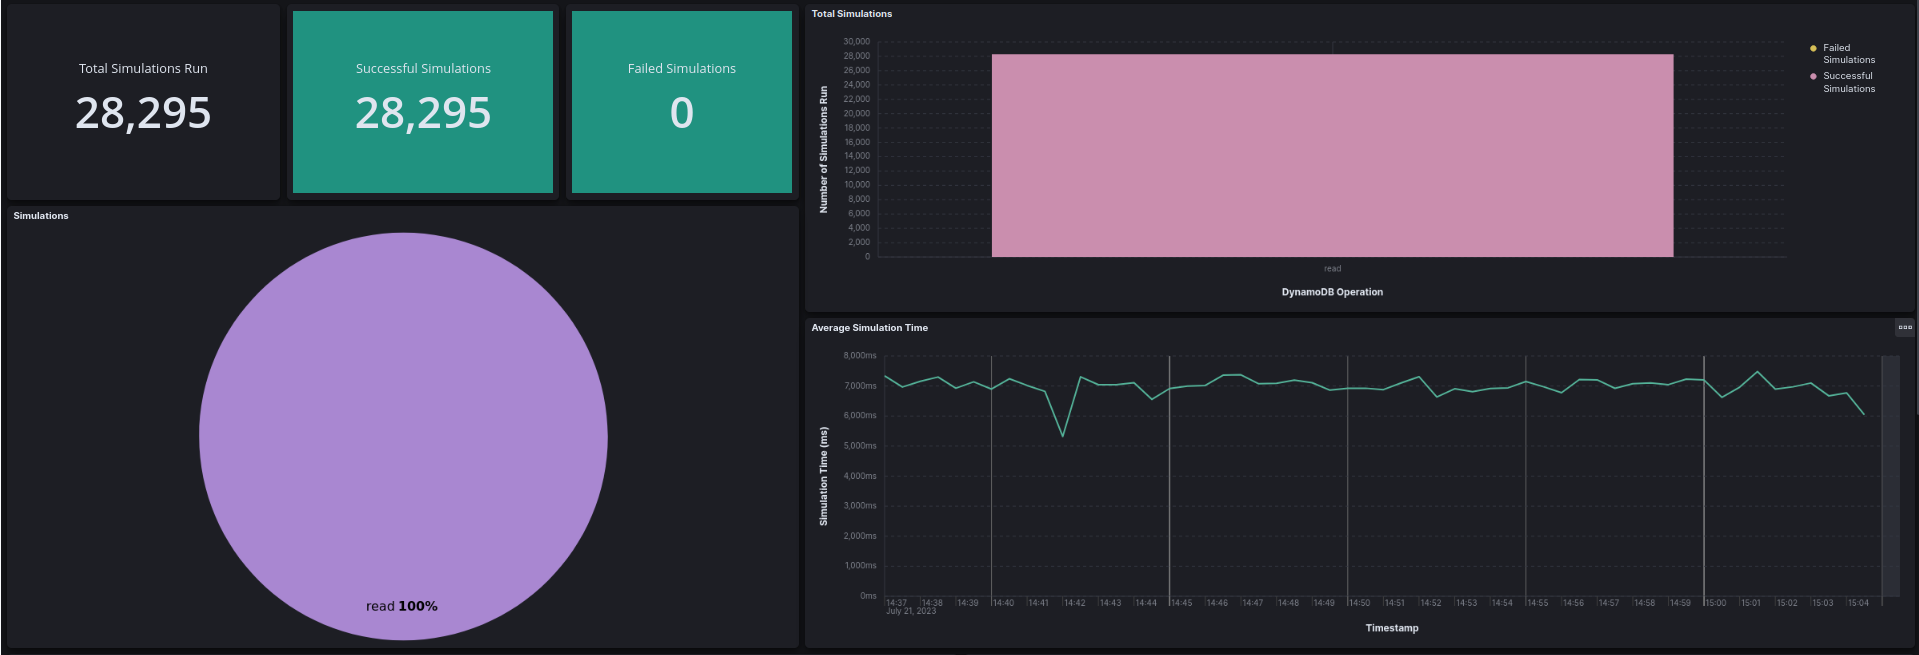 Total Simulations Run
28,295
Successful Simulations
28,295
Failed Simulations
0
Simulations
read 100%
Total Simulations
Number of Simulations Run
30,000
28,000
26,000
24,000
22,000
20,000
18,000
16,000
14,000
12,000
10,000
8,000
6,000
4,000
2,000
0
read
DynamoDB Operation
Failed
Simulations
Successful
Simulations
Average Simulation Time
Simulation Time (ms)
8,000ms
7,000ms
6,000ms
5,000ms
4,000ms
3,000ms
2,000ms
1,000ms
0ms
14:37 14:38 14:39 14:40 14:41 14:42 14:43 14:44 14:45 14:46 14:47 14:48 14:49 14:50 14:51 14:52 14:53 14:54 14:55 14:56 14:57 14:58 14:59 15:00 15:01 15:02 15:03 15:04
July 21, 2023
Timestamp